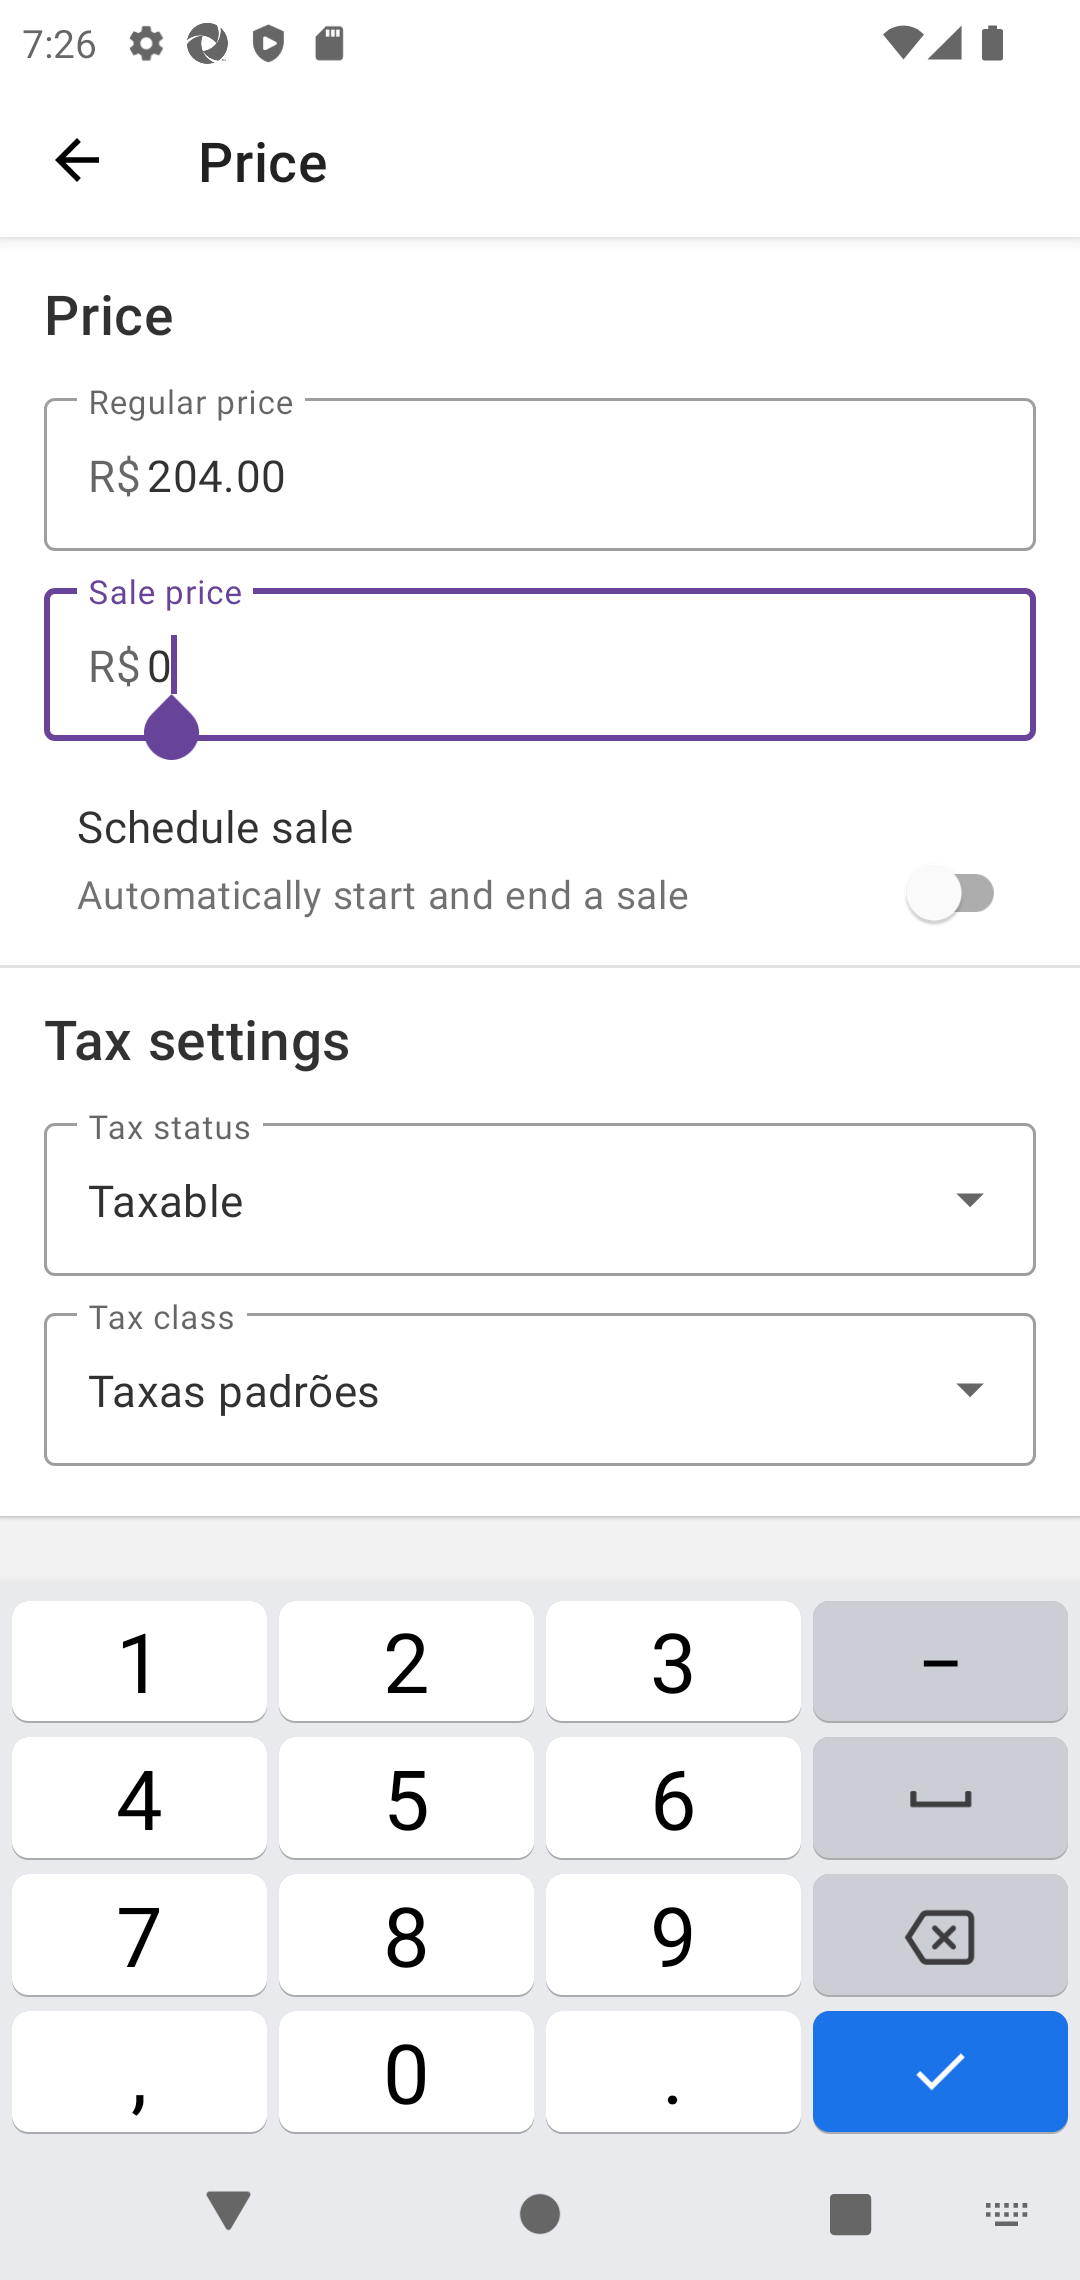 7:26
Price
Price
Regular price
R$ 204.00
Sale price
R$ 0
Schedule sale
Automatically start and end a sale
Tax settings
Tax status
Taxable
Tax class
Taxas padrões
1 2 3 –
4 5 6
7 8 9
, 0 .